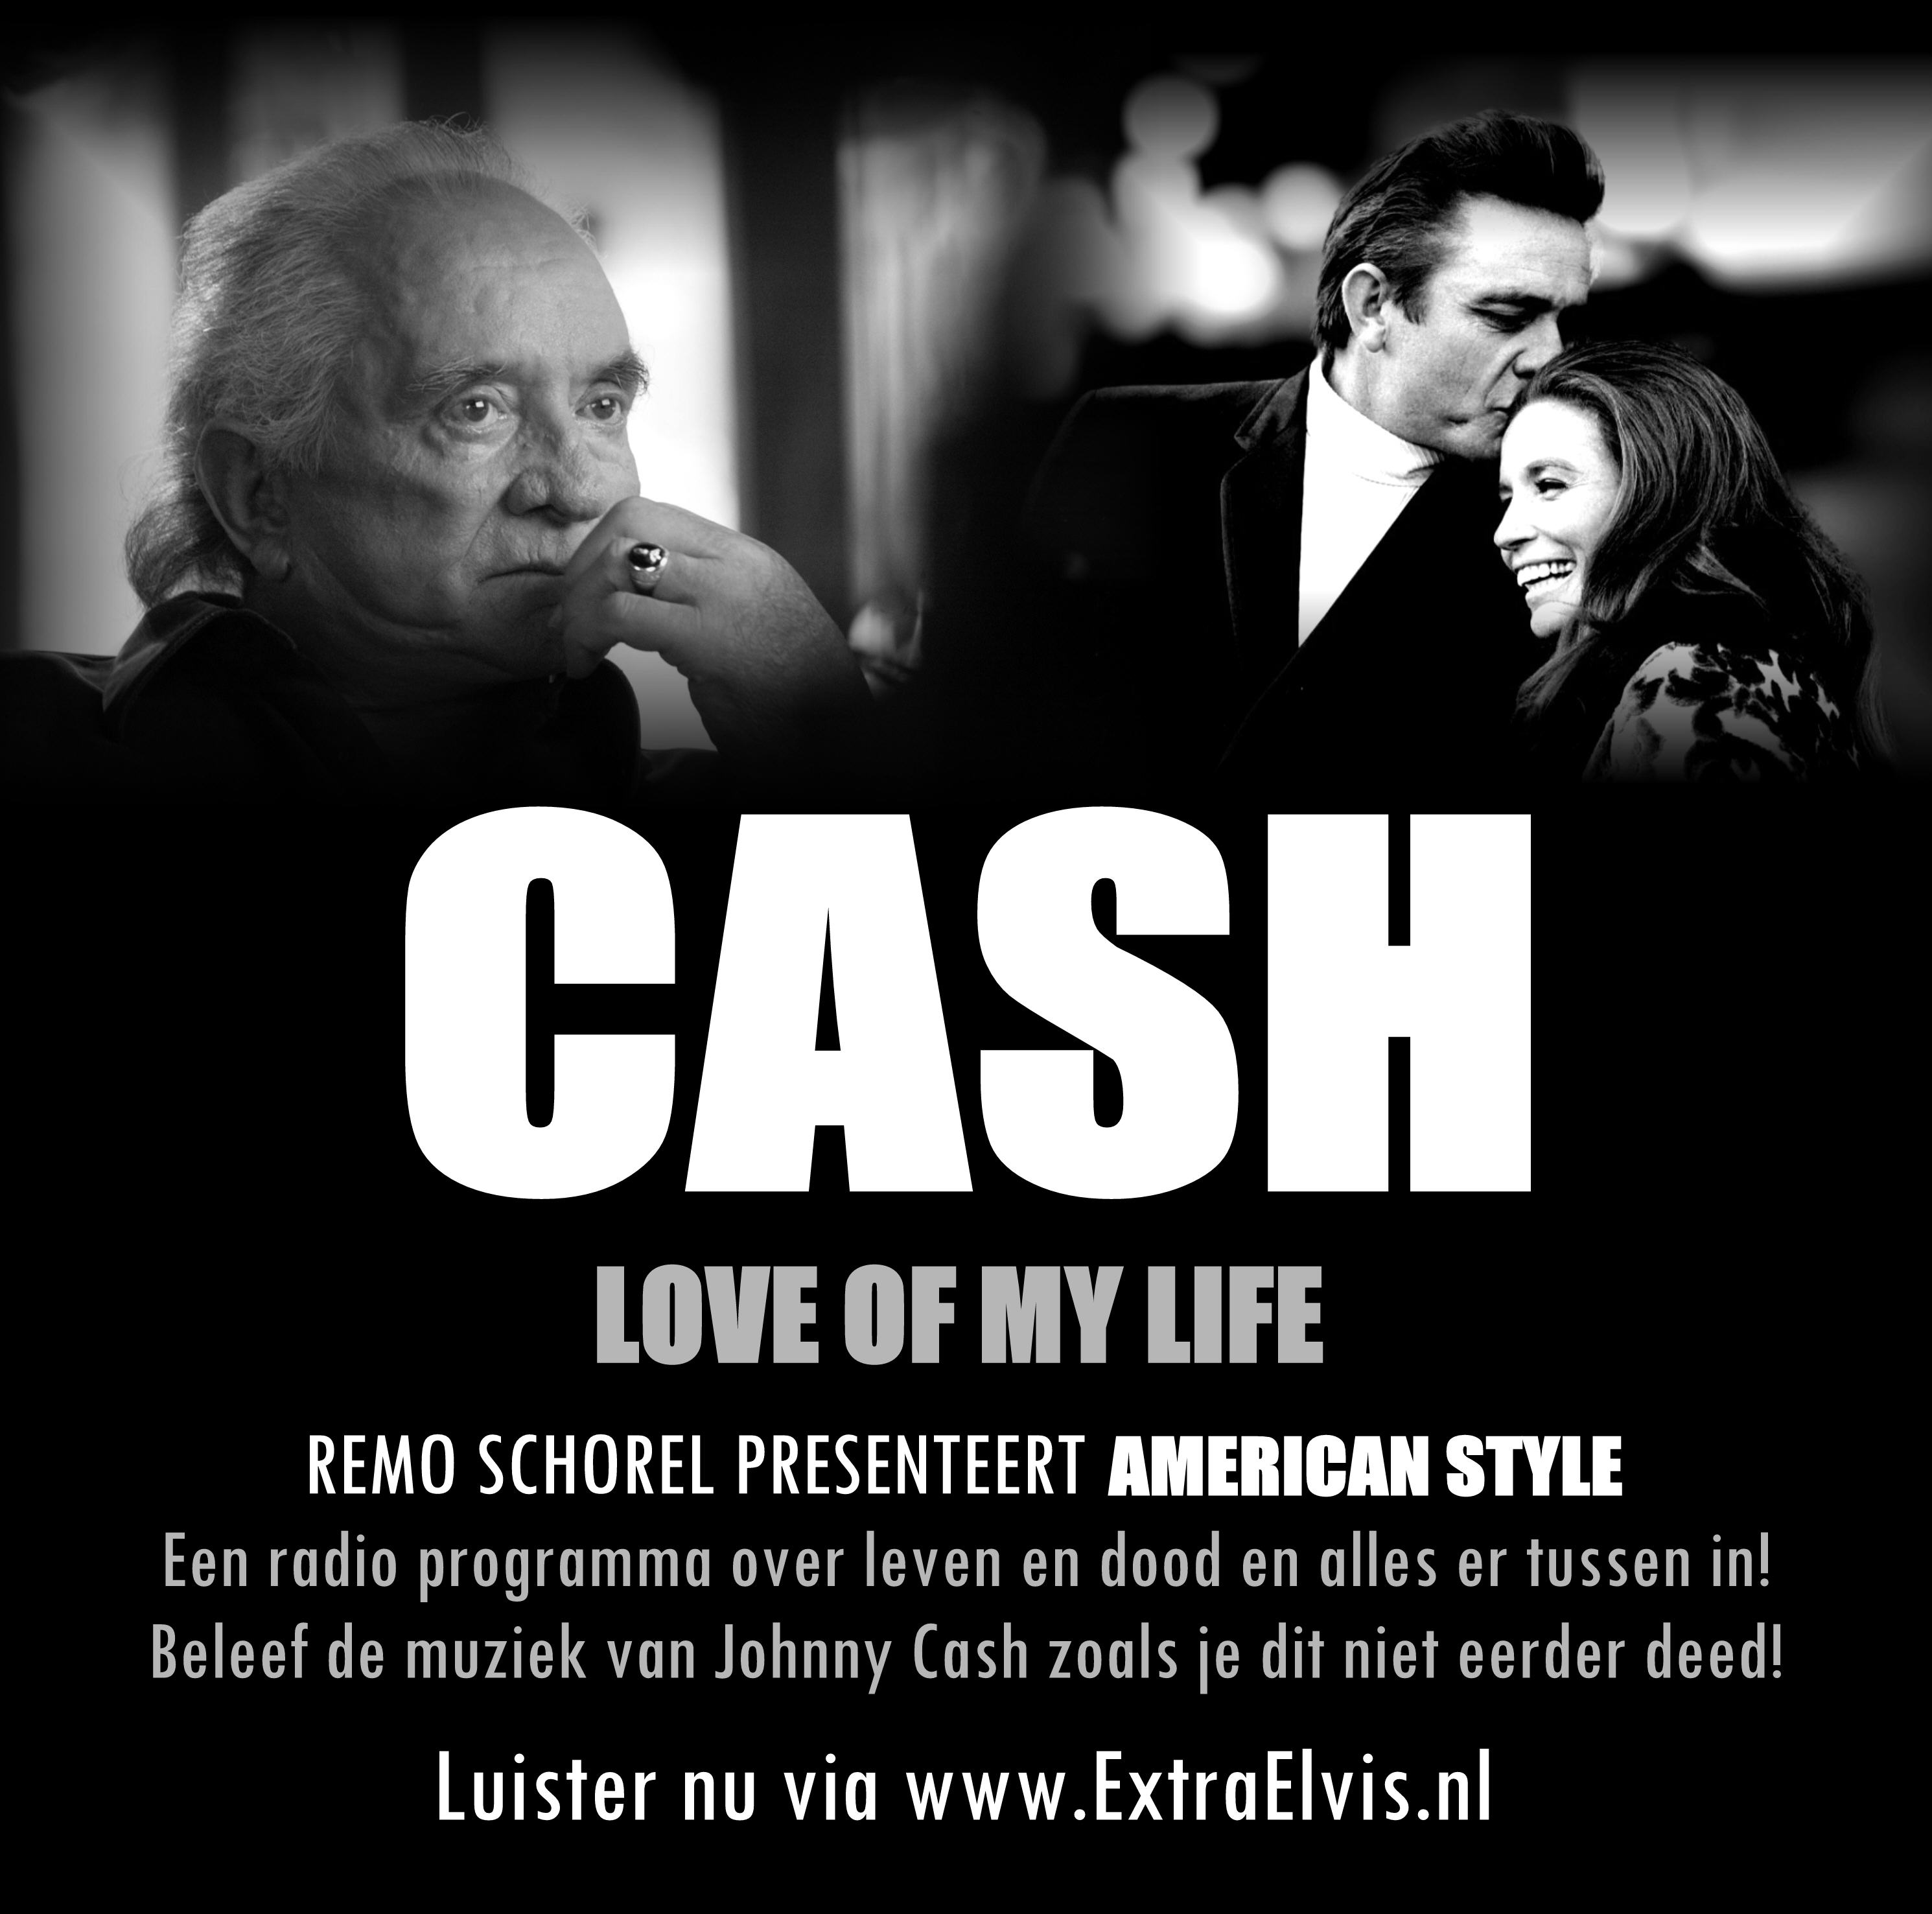 CASH
LOVE OF MY LIFE
REMO SCHOREL PRESENTEERT AMERICAN STYLE
Een radio programma over leven en dood en alles er tussen in!
Beleef de muziek van Johnny Cash zoals je dit niet eerder deed!
Luister nu via www.ExtraElvis.nl